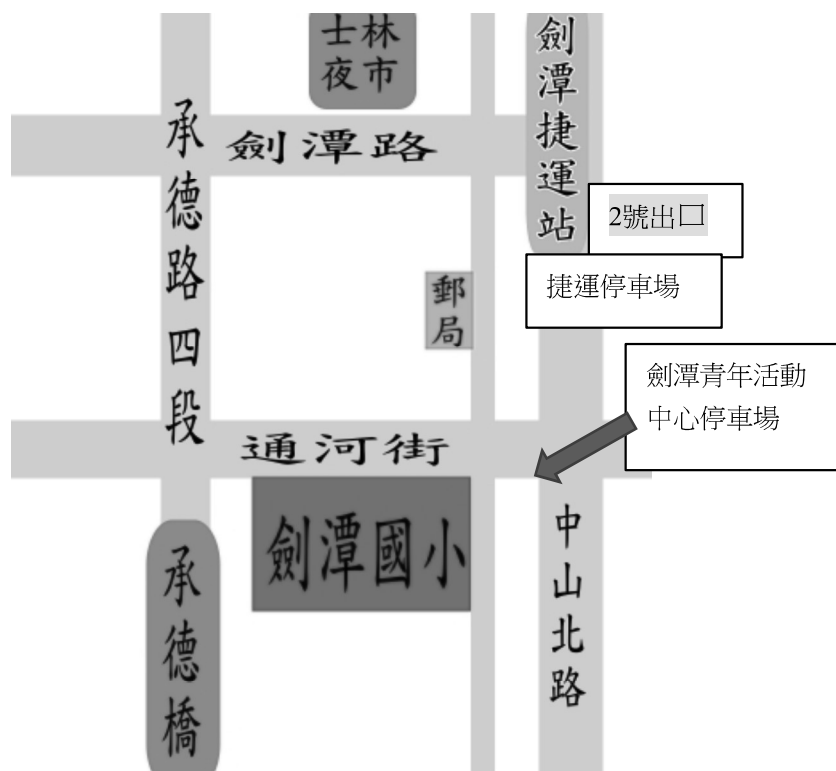 士林
夜市
劍潭捷運站
承德路四段
劍潭路
2號出口
捷運停車場
郵局
劍潭青年活動
中心停車場
通河街
劍潭國小
中山北路
承德橋